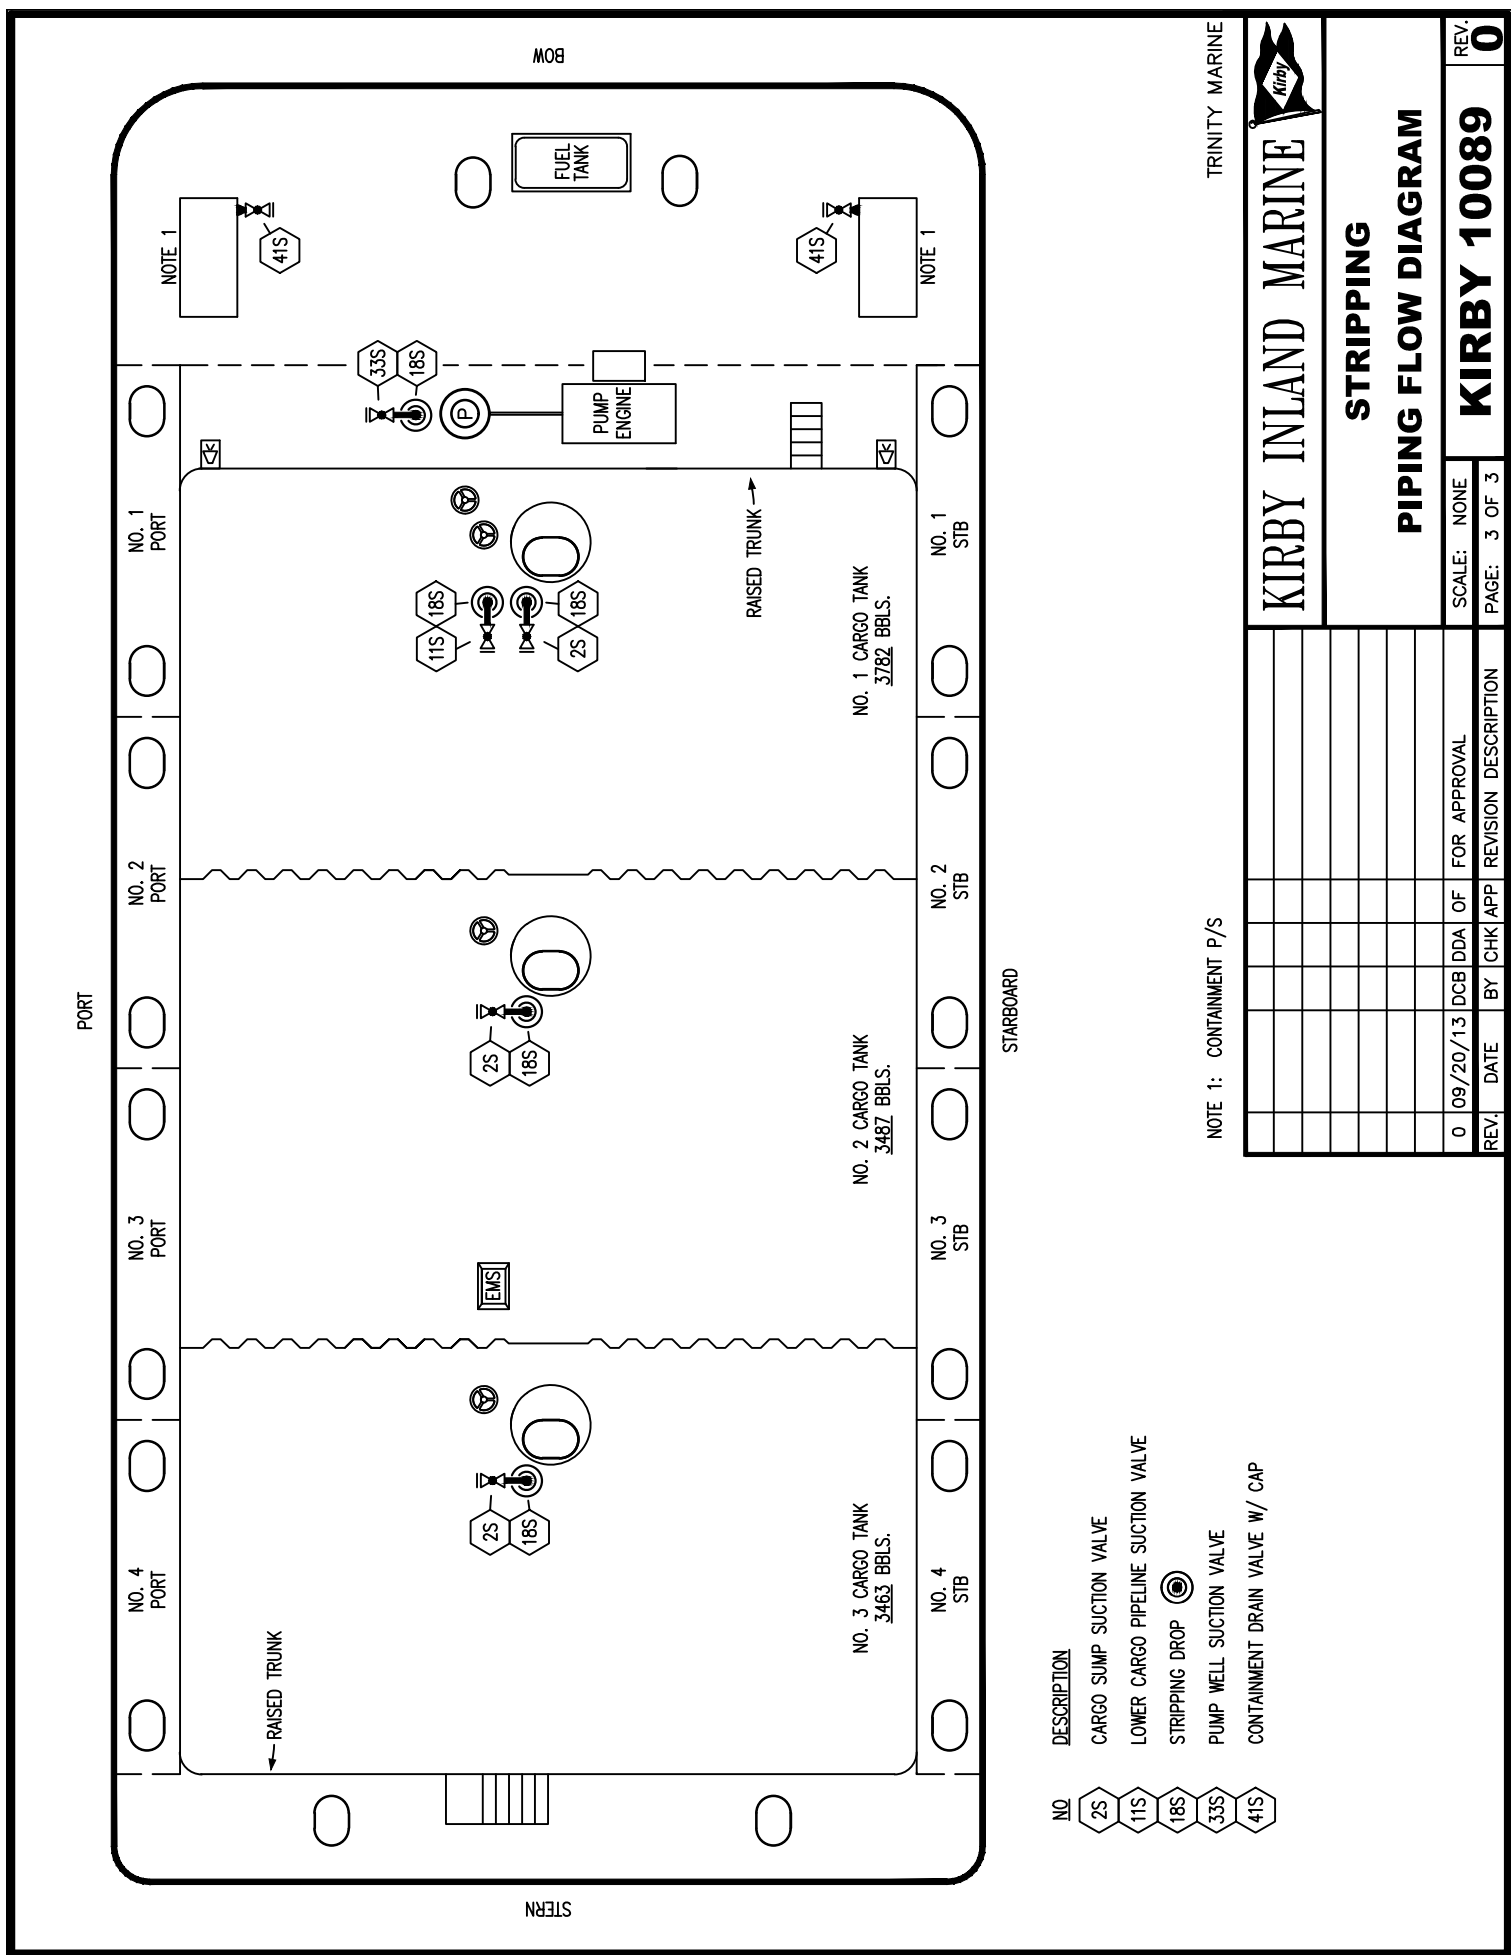 PORT
STERN
BOW
STARBOARD
NO. 4
PORT
NO. 3
PORT
NO. 2
PORT
NO. 1
PORT
RAISED TRUNK
2S
18S
EMS
2S
18S
11S
18S
2S
18S
33S
18S
P
PUMP
ENGINE
FUEL
TANK
NOTE 1
41S
41S
NOTE 1
RAISED TRUNK
NO. 3 CARGO TANK
3463 BBLS.
NO. 2 CARGO TANK
3487 BBLS.
NO. 1 CARGO TANK
3782 BBLS.
NO. 4
STB
NO. 3
STB
NO. 2
STB
NO. 1
STB
NO DESCRIPTION
2S CARGO SUMP SUCTION VALVE
11S LOWER CARGO PIPELINE SUCTION VALVE
18S STRIPPING DROP
33S PUMP WELL SUCTION VALVE
41S CONTAINMENT DRAIN VALVE W/ CAP
NOTE 1: CONTAINMENT P/S
TRINITY MARINE
KIRBY INLAND MARINE
Kirby
STRIPPING
PIPING FLOW DIAGRAM
0 09/20/13 DCB DDA OF FOR APPROVAL
REV. DATE BY CHK APP REVISION DESCRIPTION
SCALE: NONE
PAGE: 3 OF 3
KIRBY 10089
REV.
0